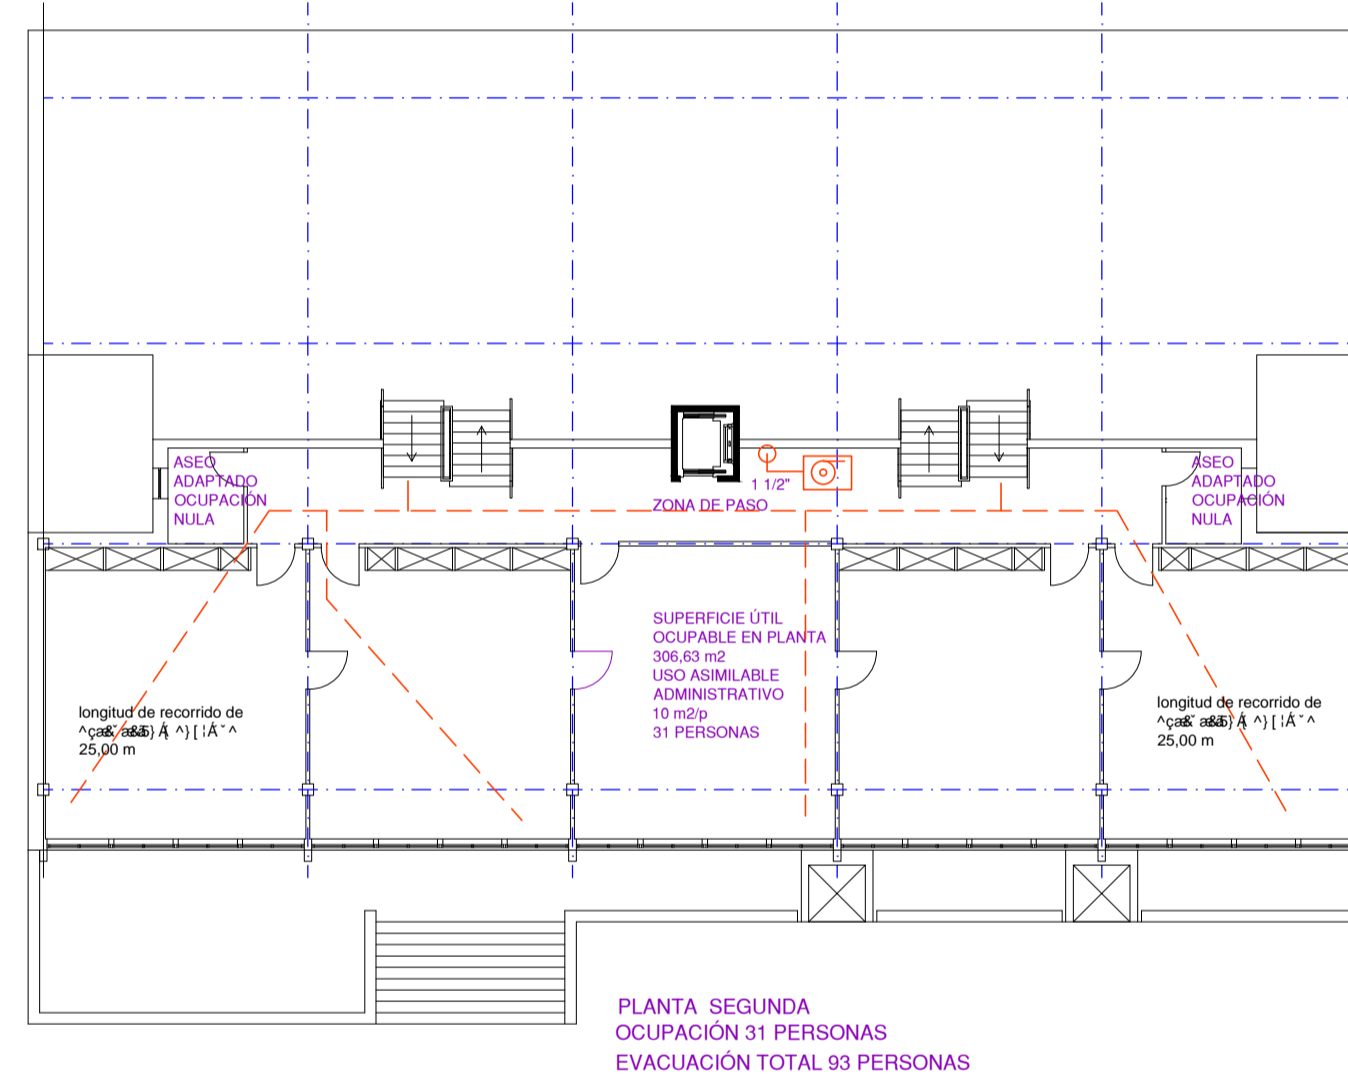 ASEO
ADAPTADO
OCUPACIÓN
NULA
1 1/2"
ZONA DE PASO
ASEO
ADAPTADO
OCUPACIÓN
NULA
SUPERFICIE ÚTIL
OCUPABLE EN PLANTA
306,63 m2
USO ASIMILABLE
ADMINISTRATIVO
10 m2/p
31 PERSONAS
longitud de recorrido de
25,00 m
longitud de recorrido de
25,00 m
PLANTA SEGUNDA
OCUPACIÓN 31 PERSONAS
EVACUACIÓN TOTAL 93 PERSONAS